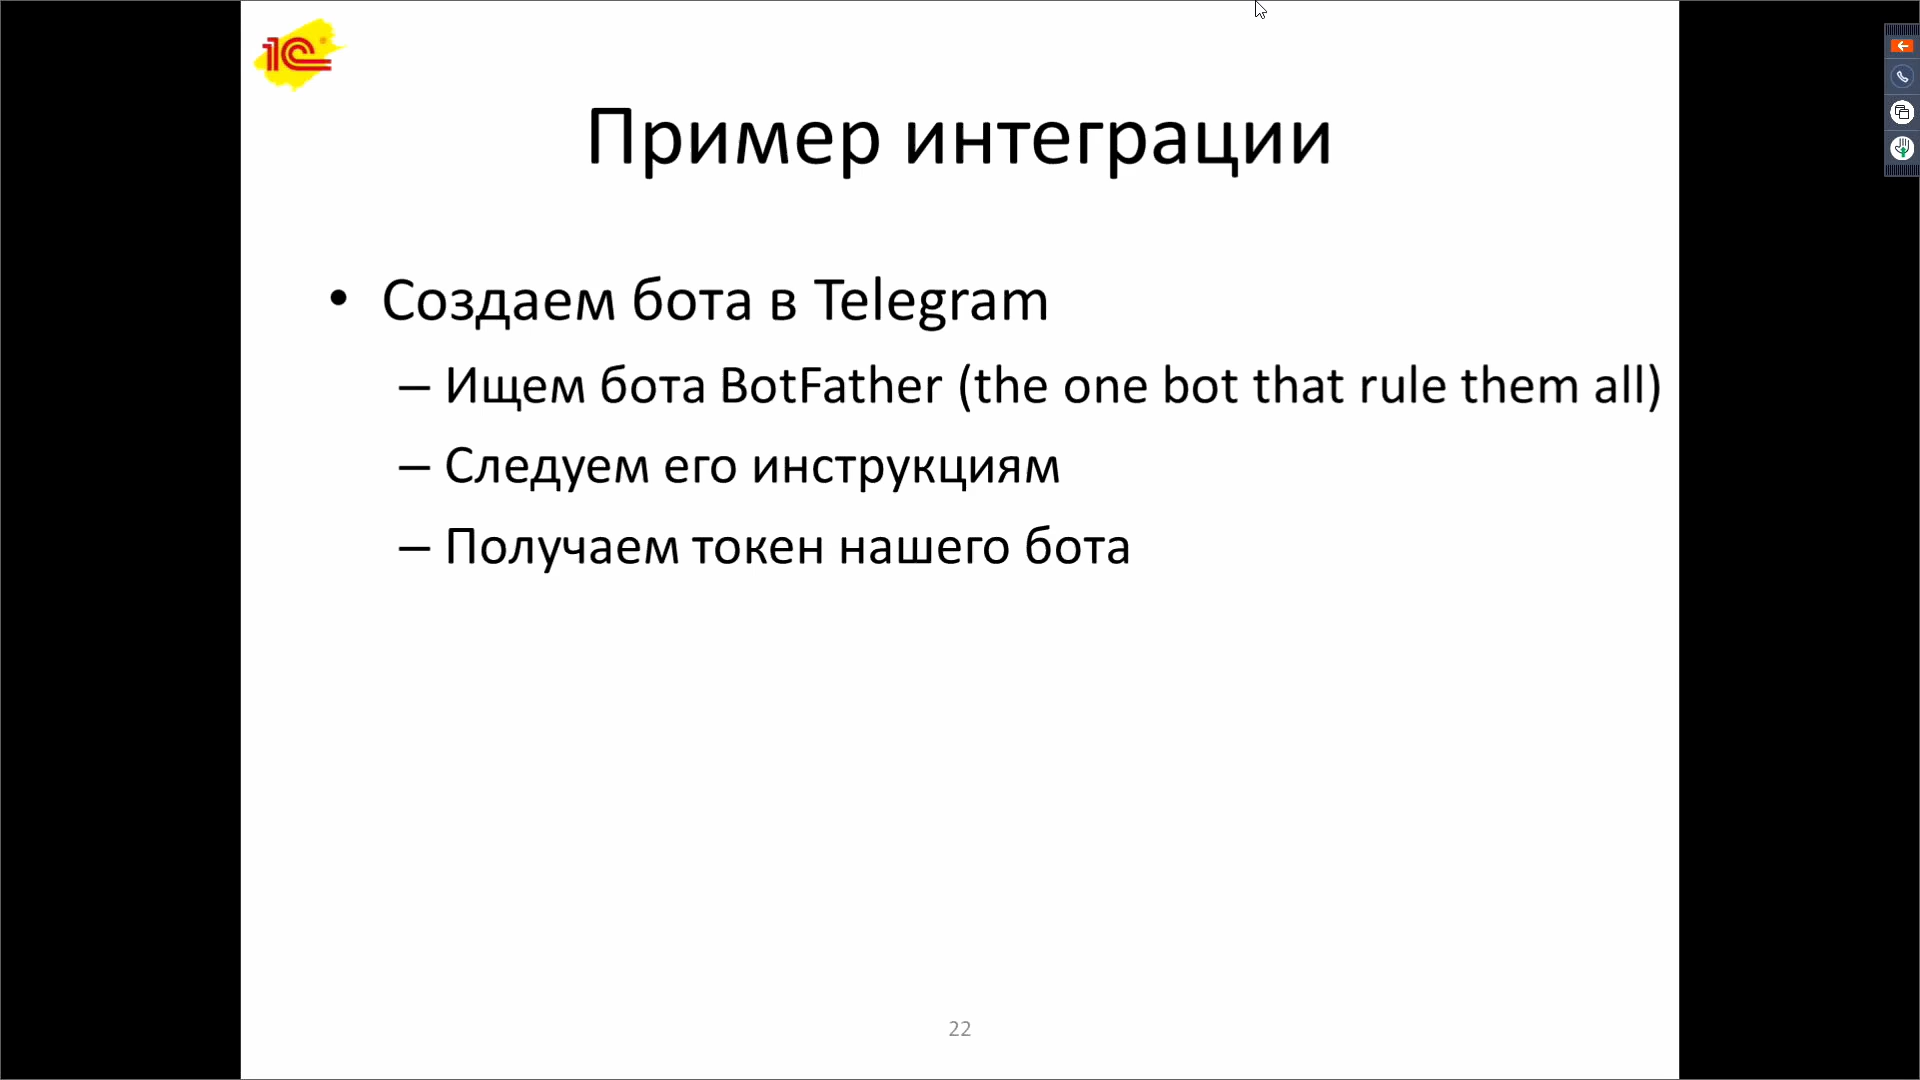 1С
Пример интеграции
• Создаем бота в Telegram
– Ищем бота BotFather (the one bot that rule them all)
– Следуем его инструкциям
– Получаем токен нашего бота
22